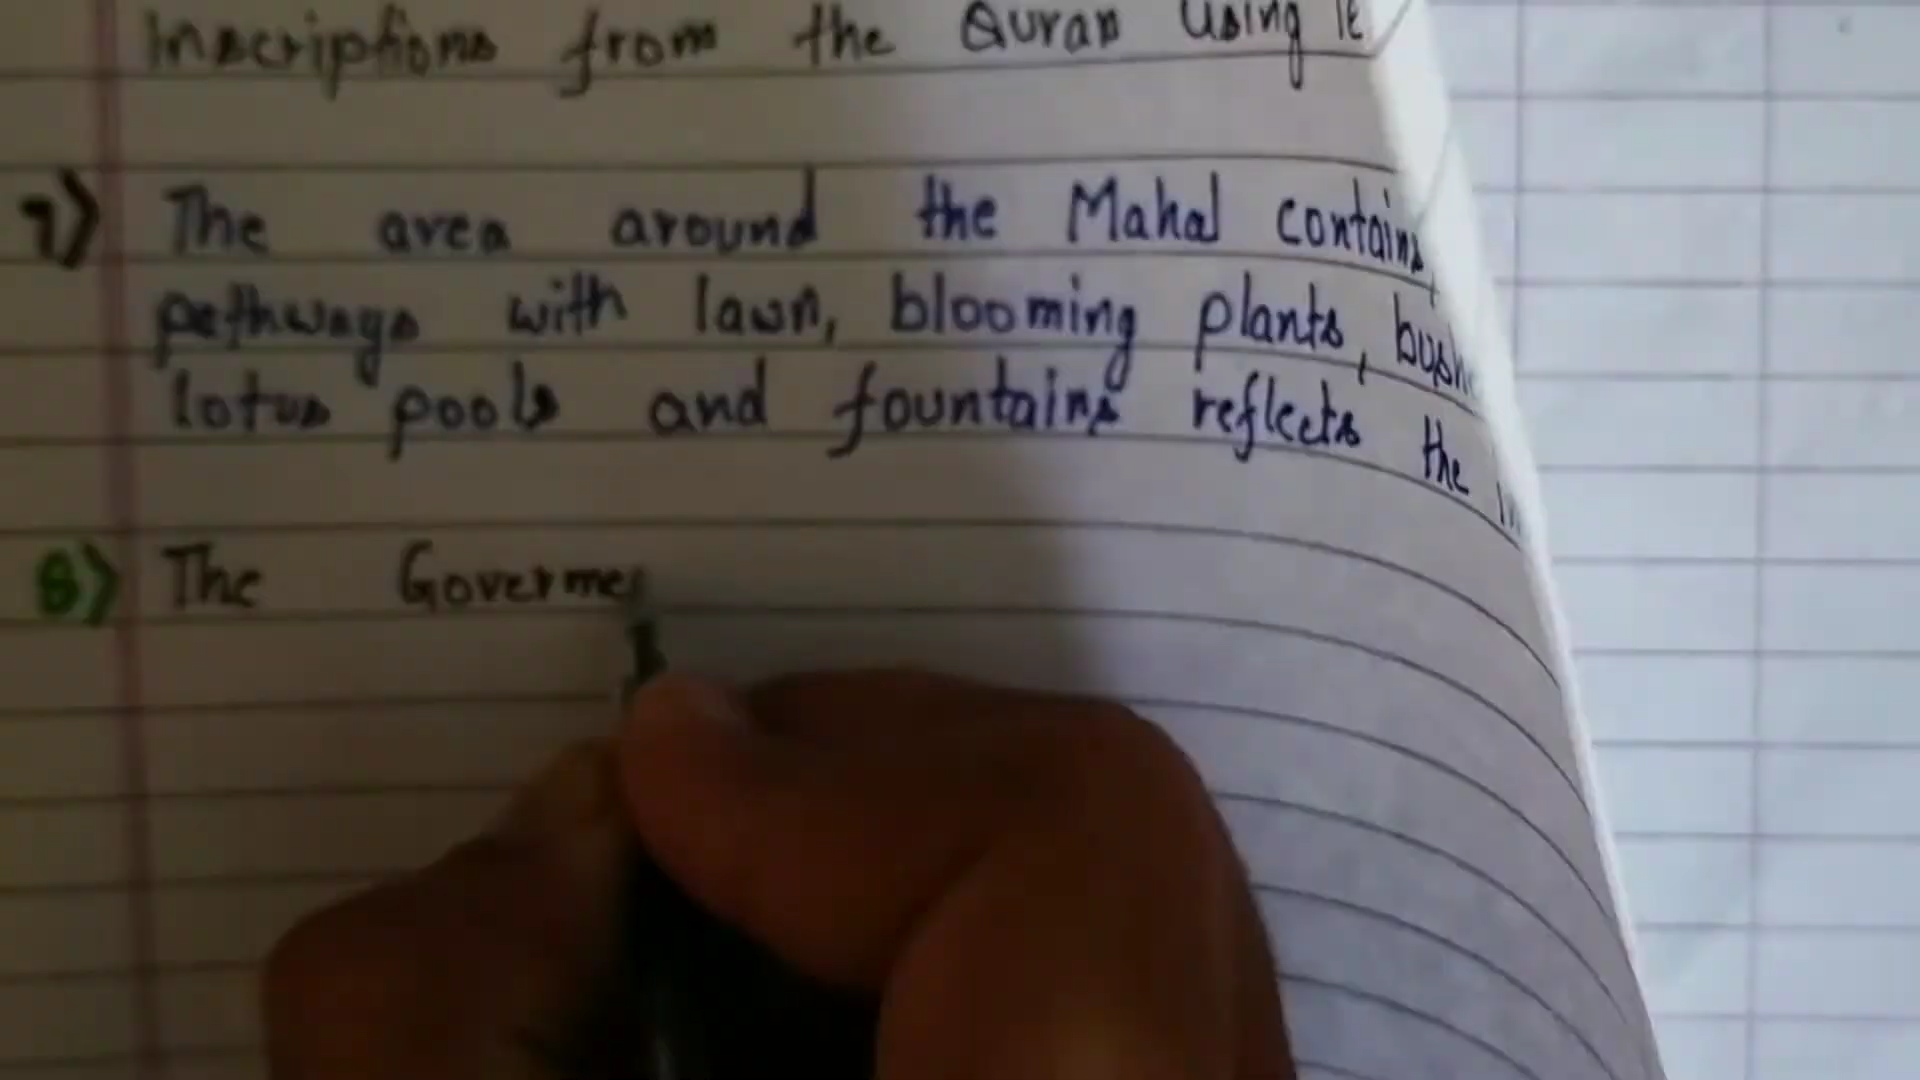 Inscriptions from the Quran using it
7) The area around the Mahal contains,
pathways with lawn, blooming plants,
lotus pools and fountains reflects the
8) The Governme